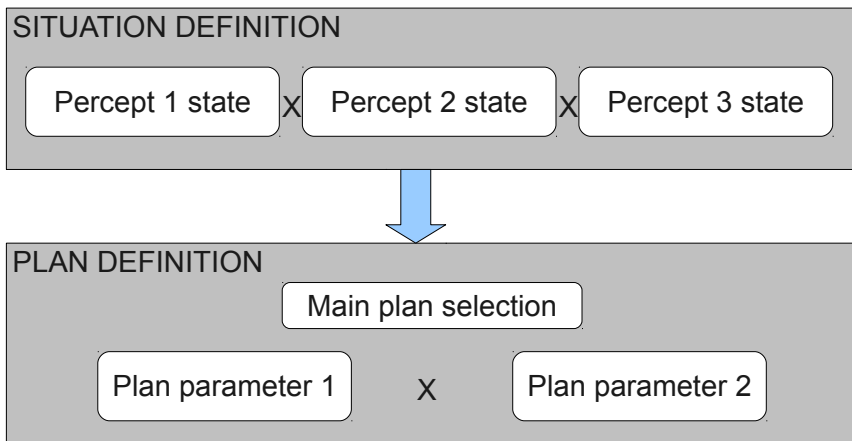 SITUATION DEFINITION
Percept 1 state X Percept 2 state X Percept 3 state
PLAN DEFINITION
Main plan selection
Plan parameter 1 X Plan parameter 2